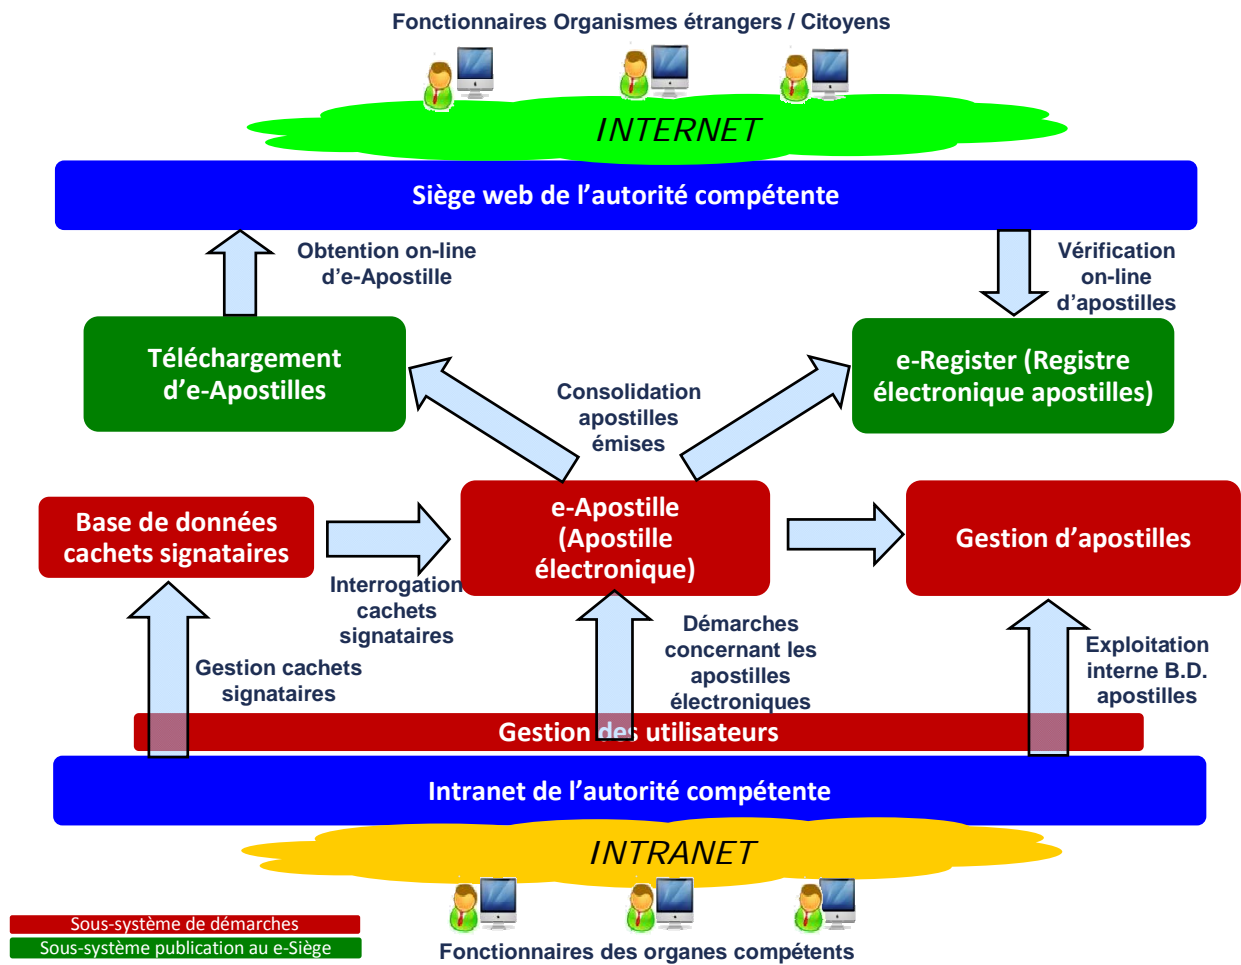 Fonctionnaires Organismes étrangers / Citoyens
INTERNET
Siège web de l’autorité compétente
Obtention on-line
d’e-Apostille
Vérification
on-line
d’apostilles
Téléchargement
d’e-Apostilles
Consolidation
apostilles
émises
e-Register (Registre
électronique apostilles)
Base de données
cachets signataires
e-Apostille
(Apostille
électronique)
Gestion d’apostilles
Interrogation
cachets
signataires
Gestion cachets
signataires
Démarches
concernant les
apostilles
électroniques
Exploitation
interne B.D.
apostilles
Gestion des utilisateurs
Intranet de l’autorité compétente
INTRANET
Sous-système de démarches
Sous-système publication au e-Siège
Fonctionnaires des organes compétents